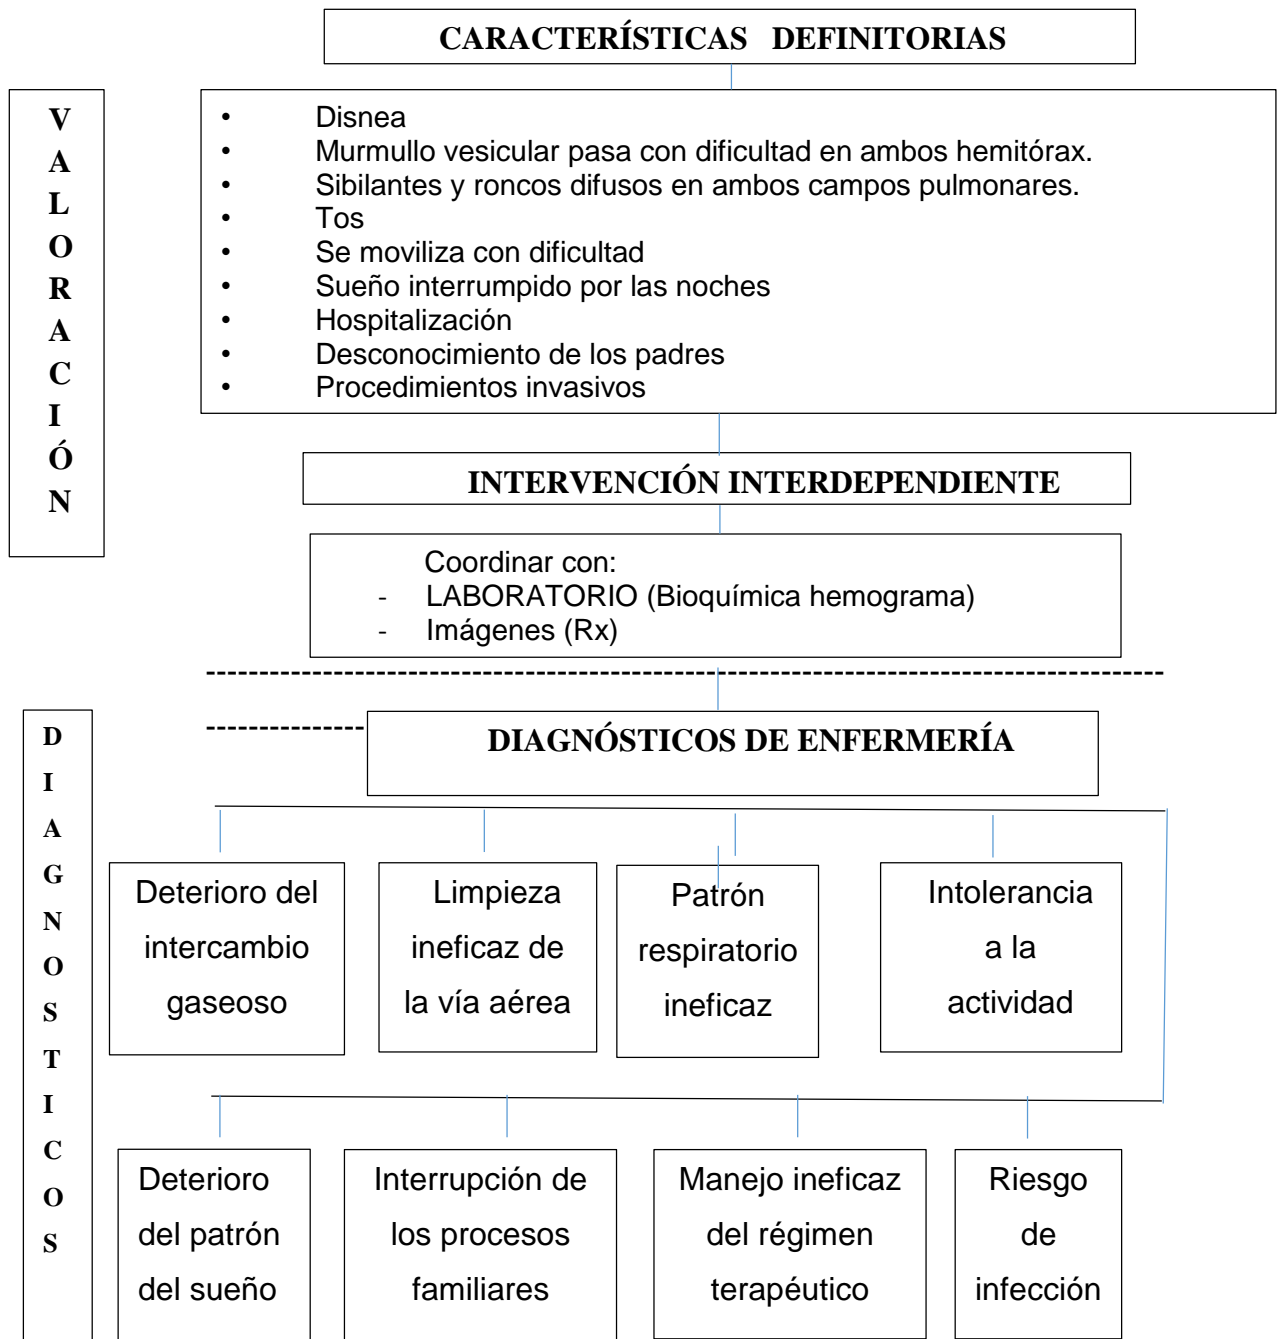 CARACTERÍSTICAS DEFINITORIAS
VALORACIÓN
• Disnea
• Murmullo vesicular pasa con dificultad en ambos hemitórax.
• Sibilantes y roncos difusos en ambos campos pulmonares.
• Tos
• Se moviliza con dificultad
• Sueño interrumpido por las noches
• Hospitalización
• Desconocimiento de los padres
• Procedimientos invasivos
INTERVENCIÓN INTERDEPENDIENTE
Coordinar con:
- LABORATORIO (Bioquímica hemograma)
- Imágenes (Rx)
DIAGNOSTICOS
DIAGNÓSTICOS DE ENFERMERÍA
Deterioro del
intercambio
gaseoso
Limpieza
ineficaz de
la vía aérea
Patrón
respiratorio
ineficaz
Intolerancia
a la
actividad
Deterioro
del patrón
del sueño
Interrupción de
los procesos
familiares
Manejo ineficaz
del régimen
terapéutico
Riesgo
de
infección